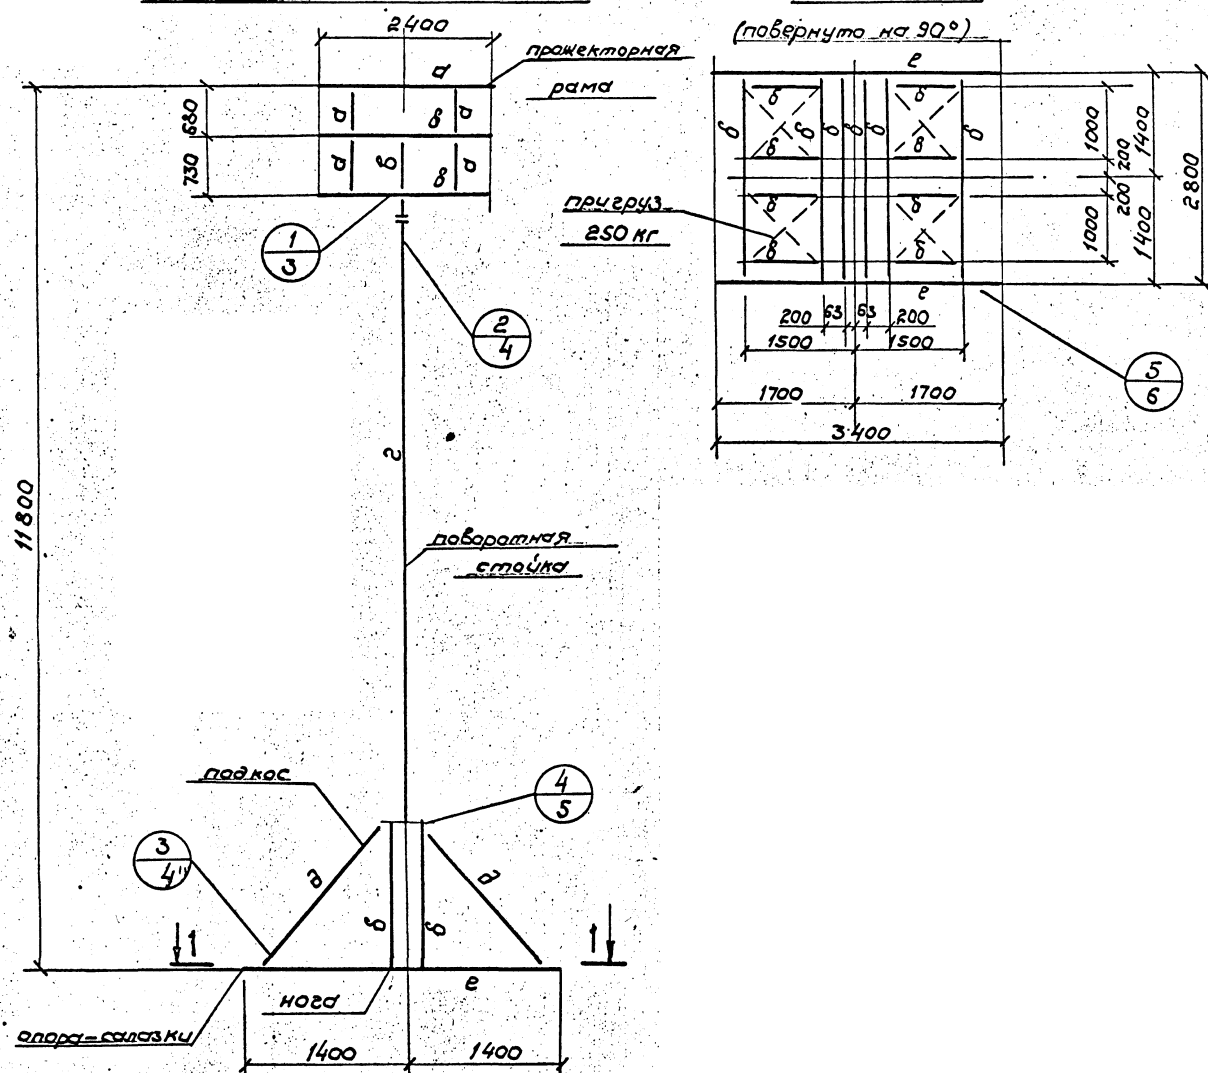 2400
прожекторная
рама
а
680
730
а
в
а
а
в
в
а
1
3
2
4
11800
г
поворотная
стойка
подкос
3
4
4
5
д
д
б
б
1
1
е
нога
опора-салазки
1400
1400
(повернуто на 90°)
е
б
б
б
б
в
б
б
б
в
в
б
б
в
б
пригруз
250 кг
1000
200
1400
2800
1000
200
1400
е
200
63
63
200
1500
1500
1700
1700
3400
5
6